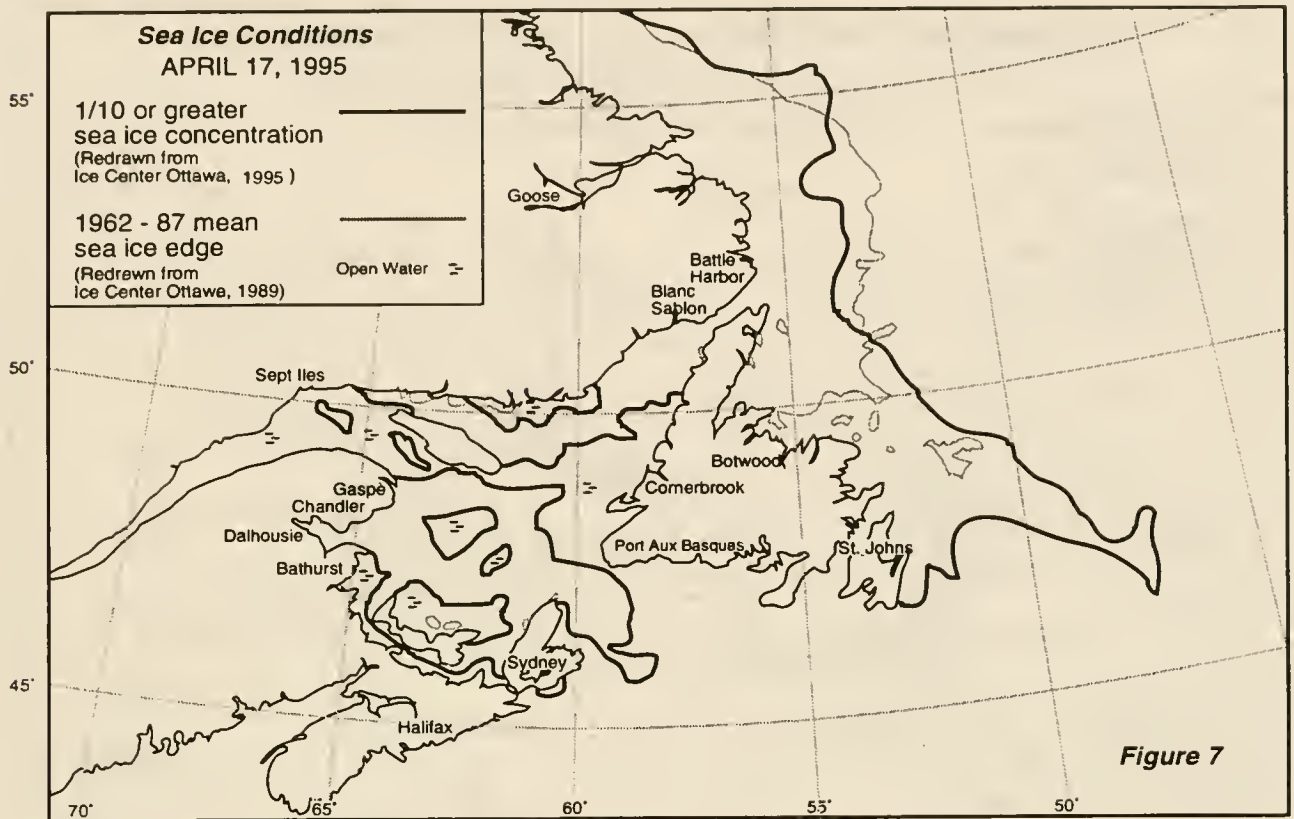 Sea Ice Conditions
APRIL 17, 1995
1/10 or greater
sea ice concentration
(Redrawn from
Ice Center Ottawa, 1995 )
1962 - 87 mean
sea ice edge
(Redrawn from
Ice Center Ottawa, 1989)
Open Water
55°
50°
45°
Goose
Battle
Harbor
Blanc
Sablon
Sept Iles
Botwood
Cornerbrook
Gaspè
Chandler
Dalhousie
Port Aux Basques
St. Johns
Bathurst
Sydney
Halifax
Figure 7
70°
65°
60°
55°
50°